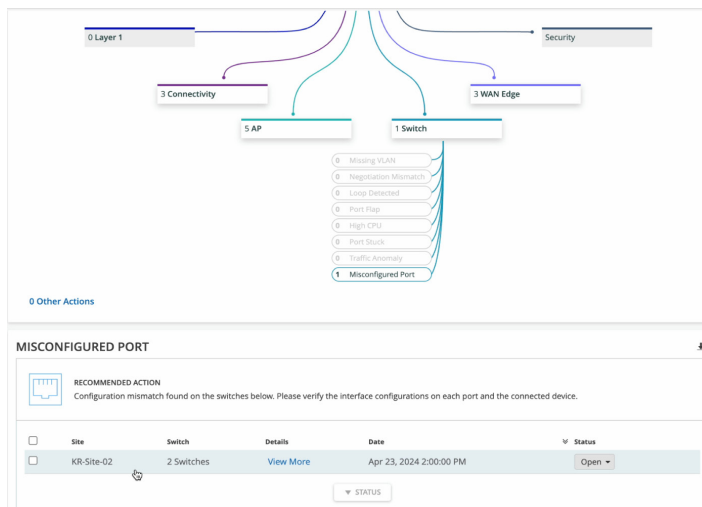 0 Layer 1
Security
3 Connectivity
3 WAN Edge
5 AP
1 Switch
0 Missing VLAN
0 Negotiation Mismatch
0 Loop Detected
0 Port Flap
0 High CPU
0 Port Stuck
0 Traffic Anomaly
1 Misconfigured Port
0 Other Actions
MISCONFIGURED PORT
RECOMMENDED ACTION
Configuration mismatch found on the switches below. Please verify the interface configurations on each port and the connected device.
Site Switch Details Date Status
KR-Site-02 2 Switches View More Apr 23, 2024 2:00:00 PM Open
STATUS